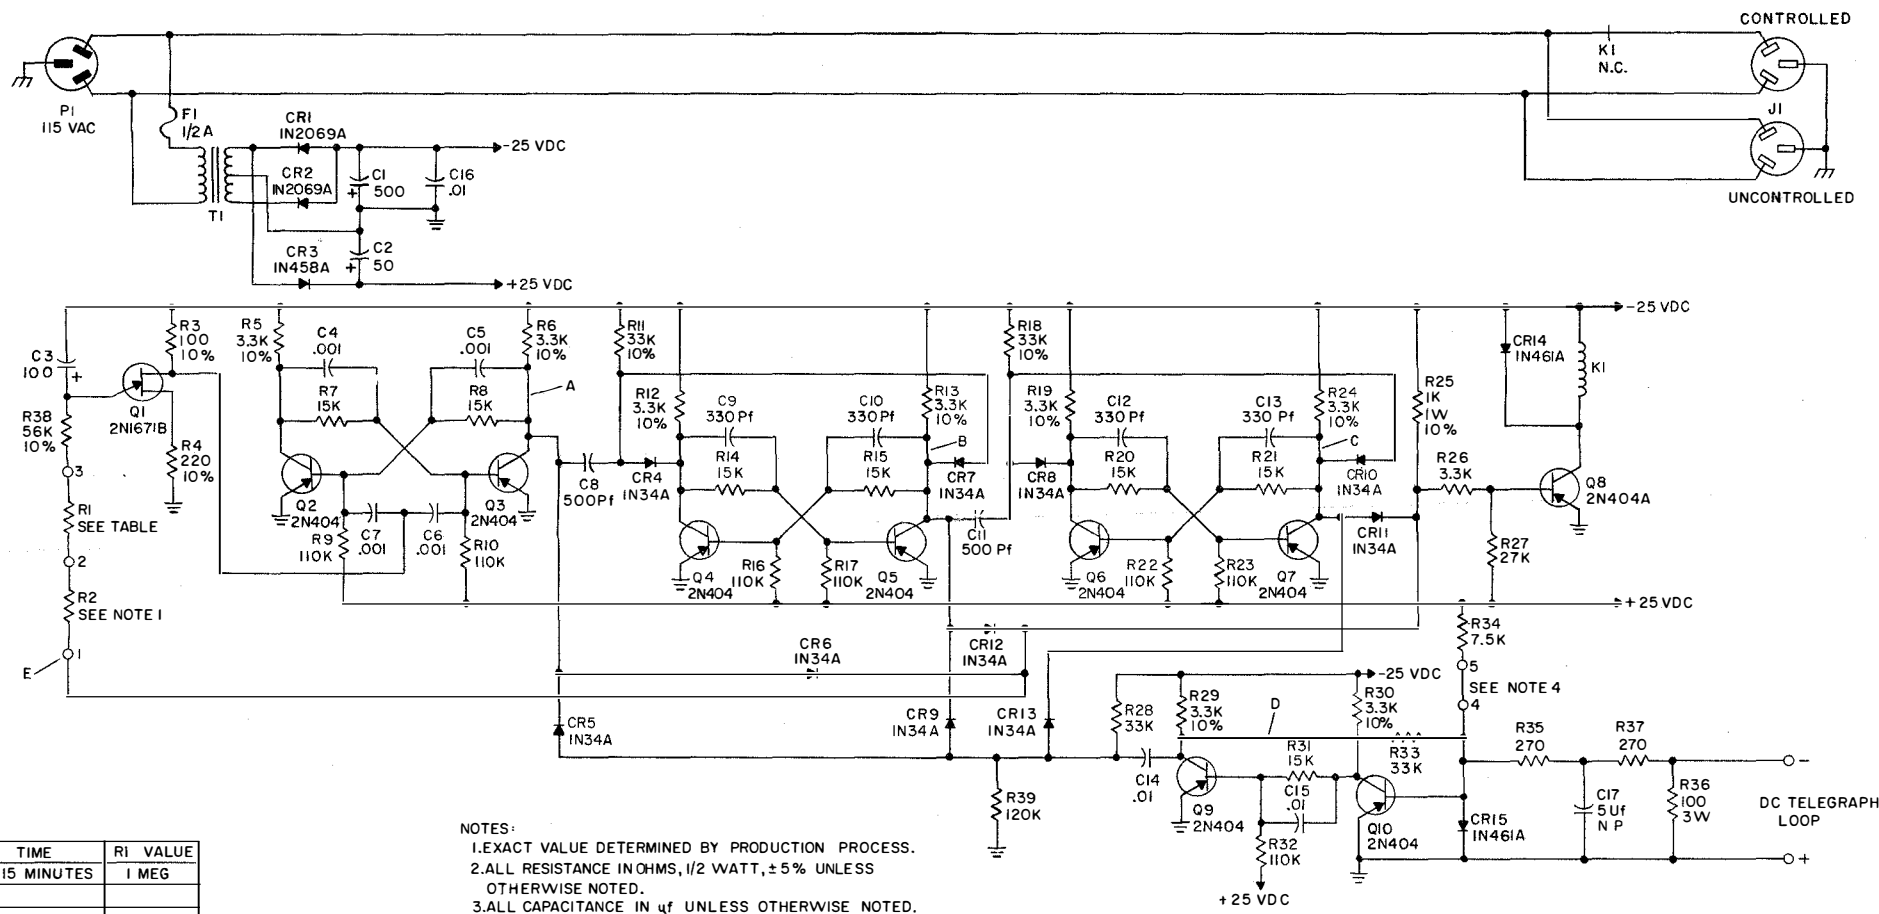 CONTROLLED
K1
N.C.
P1
115 VAC
J1
UNCONTROLLED
F1
1/2A
CR1
1N2069A
-25 VDC
CR2
1N2069A
C1
500
+
C16
.01
T1
CR3
1N458A
C2
50
+
+25 VDC
-25 VDC
C3
100
+
R3
100
10%
R5
3.3K
10%
C4
.001
C5
.001
R6
3.3K
10%
R11
33K
10%
R18
33K
10%
CR14
1N461A
K1
Q1
2N1671B
R38
56K
10%
R4
220
10%
R7
15K
R8
15K
A
R12
3.3K
10%
C9
330 Pf
C10
330 Pf
R13
3.3K
10%
R19
3.3K
10%
C12
330 Pf
C13
330 Pf
R24
3.3K
10%
R25
1K
1W
10%
3
R14
15K
R15
15K
B
R20
15K
R21
15K
C
R26
3.3K
Q8
2N404A
R1
SEE TABLE
Q2
2N404
Q3
2N404
C8
500Pf
CR4
1N34A
CR7
1N34A
CR8
1N34A
CR10
1N34A
R9
110K
C7
.001
C6
.001
R10
110K
C11
500 Pf
CR11
1N34A
R27
27K
2
R2
SEE NOTE 1
Q4
2N404
R16
110K
R17
110K
Q5
2N404
Q6
2N404
R22
110K
R23
110K
Q7
2N404
+25 VDC
E
1
CR6
1N34A
CR12
1N34A
R34
7.5K
5
SEE NOTE 4
4
-25 VDC
CR5
1N34A
CR9
1N34A
CR13
1N34A
R28
33K
R29
3.3K
10%
D
R30
3.3K
10%
R33
33K
R35
270
R37
270
-
R39
120K
C14
.01
Q9
2N404
R31
15K
C15
.01
R32
110K
+25 VDC
Q10
2N404
CR15
1N461A
C17
5Uf
N P
R36
100
3W
DC TELEGRAPH
LOOP
+
TIME R1 VALUE
15 MINUTES 1 MEG
NOTES:
1.EXACT VALUE DETERMINED BY PRODUCTION PROCESS.
2.ALL RESISTANCE IN OHMS, 1/2 WATT, ±5% UNLESS
OTHERWISE NOTED.
3.ALL CAPACITANCE IN µf UNLESS OTHERWISE NOTED.